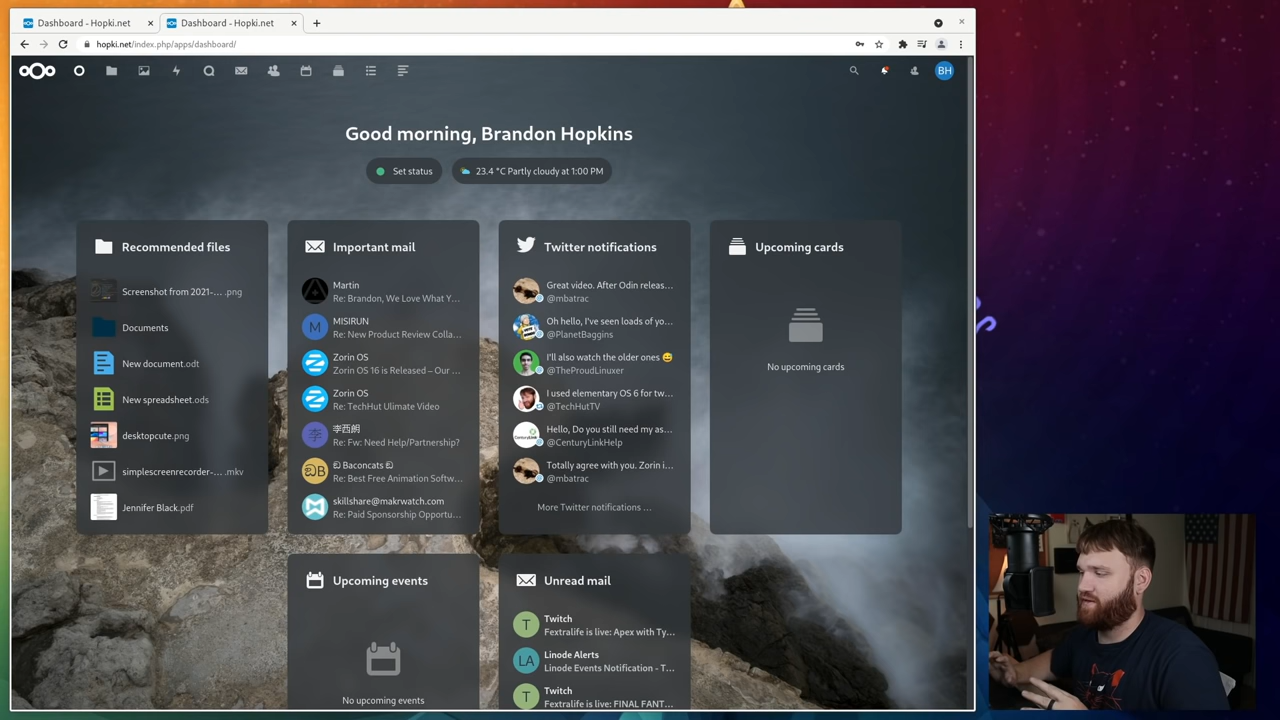 Dashboard - Hopki.net
Dashboard - Hopki.net
hopki.net/index.php/apps/dashboard/
BH
Good morning, Brandon Hopkins
Set status
23.4 °C Partly cloudy at 1:00 PM
Recommended files
Screenshot from 2021-... .png
Documents
New document.odt
New spreadsheet.ods
desktopcute.png
simplescreenrecorder-... .mkv
Jennifer Black.pdf
Important mail
Martin
Re: Brandon, We Love What Y...
M
MISIRUN
Re: New Product Review Colla...
Zorin OS
Zorin OS 16 is Released – Our ...
Zorin OS
Re: TechHut Ulimate Video
李
李西朗
Re: Fw: Need Help/Partnership?
ඞB
ඞ Baconcats ඞ
Re: Best Free Animation Softw...
skillshare@makrwatch.com
Re: Paid Sponsorship Opportu...
Twitter notifications
Great video. After Odin releas...
@mbatrac
Oh hello, I've seen loads of yo...
@PlanetBaggins
I'll also watch the older ones 😅
@TheProudLinuxer
I used elementary OS 6 for tw...
@TechHutTV
CenturyLink
Hello, Do you still need my as...
@CenturyLinkHelp
Totally agree with you. Zorin i...
@mbatrac
More Twitter notifications ...
Upcoming cards
No upcoming cards
Upcoming events
No upcoming events
Unread mail
T
Twitch
Fextralife is live: Apex with Ty...
LA
Linode Alerts
Linode Events Notification - T...
T
Twitch
Fextralife is live: FINAL FANT...